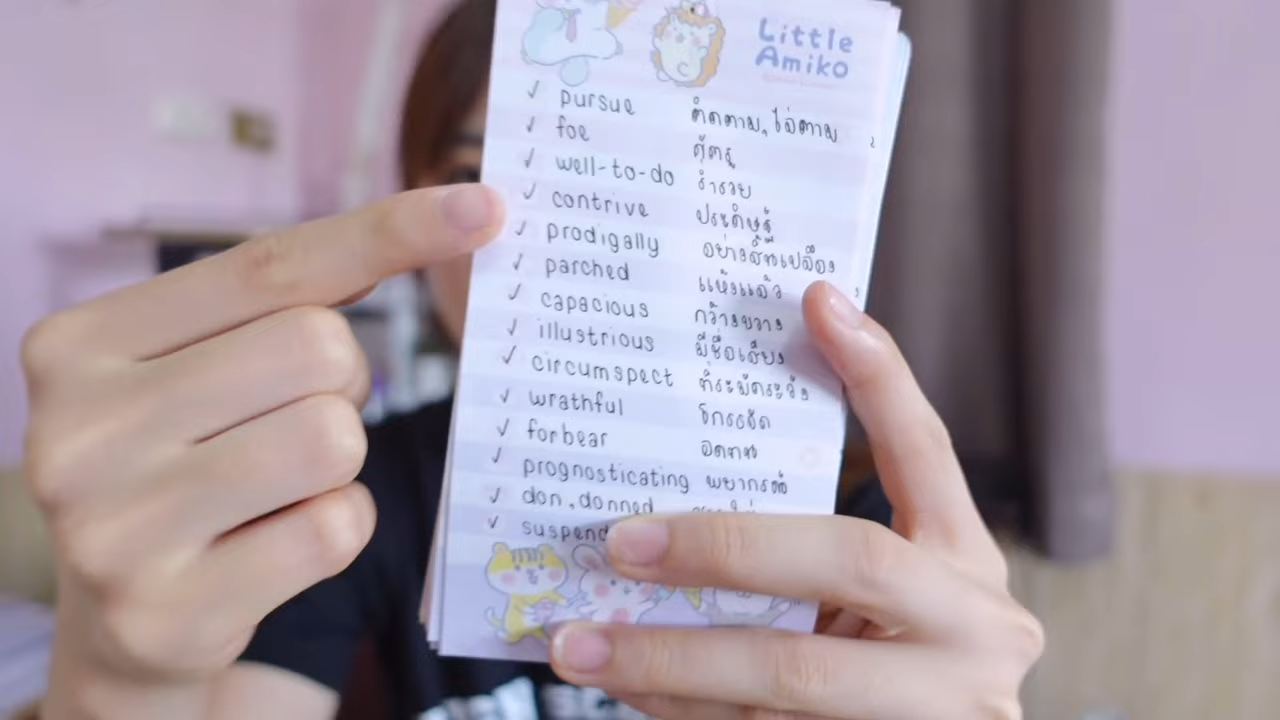 Little
Amiko
✓ pursue ติดตาม, ไล่ตาม
✓ foe ศัตรู
✓ well-to-do ร่ำรวย
✓ contrive ประดิษฐ์
✓ prodigally อย่างสิ้นเปลือง
✓ parched แห้งแล้ง
✓ capacious กว้างขวาง
✓ illustrious มีชื่อเสียง
✓ circumspect ที่ระมัดระวัง
✓ wrathful โกรธจัด
✓ forbear อดทน
✓ prognosticating พยากรณ์
✓ don, donned
✓ suspend